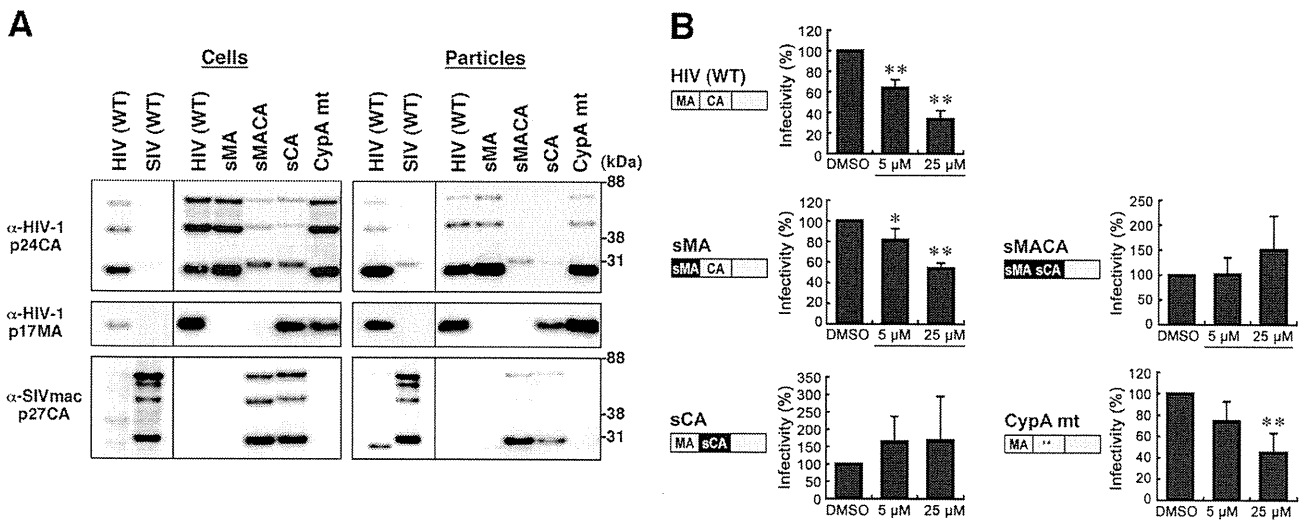 A
Cells
Particles
HIV (WT)
SIV (WT)
HIV (WT)
sMA
sMACA
sCA
CypA mt
HIV (WT)
SIV (WT)
HIV (WT)
sMA
sMACA
sCA
CypA mt
(kDa)
α-HIV-1
p24CA
-88
-38
-31
α-HIV-1
p17MA
α-SIVmac
p27CA
-88
-38
-31
B
HIV (WT)
MA CA
Infectivity (%)
120
100
80
60
40
20
0
**
**
DMSO 5 μM 25 μM
sMA
sMA CA
Infectivity (%)
120
100
80
60
40
20
0
*
**
DMSO 5 μM 25 μM
sMACA
sMA sCA
Infectivity (%)
250
200
150
100
50
0
DMSO 5 μM 25 μM
sCA
MA sCA
Infectivity (%)
350
300
250
200
150
100
50
0
DMSO 5 μM 25 μM
CypA mt
MA **
Infectivity (%)
120
100
80
60
40
20
0
**
DMSO 5 μM 25 μM